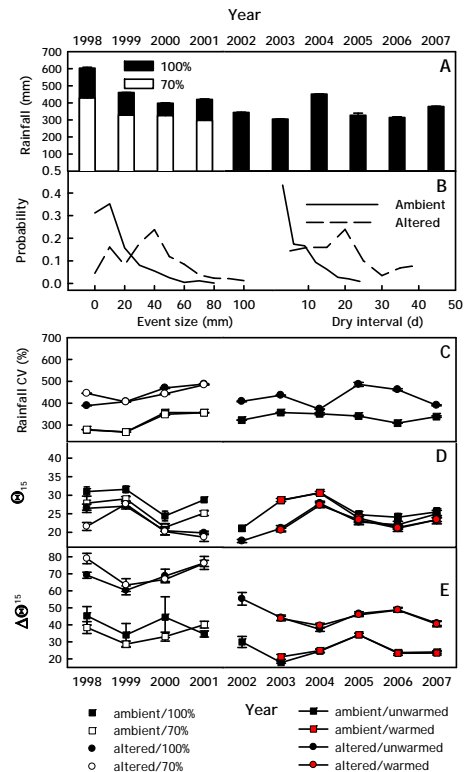 Year
1998 1999 2000 2001 2002 2003 2004 2005 2006 2007
700
600
500
400
300
200
100
0.5
Rainfall (mm)
100%
70%
A
0.4
0.3
0.2
0.1
0.0
Probability
B
Ambient
Altered
0 20 40 60 80 100 10 20 30 40 50
Event size (mm) Dry interval (d)
700
600
500
400
300
Rainfall CV (%)
C
40
35
30
25
20
Θ15
D
80
70
60
50
40
30
20
ΔΘ15
E
1998 1999 2000 2001 2002 2003 2004 2005 2006 2007
Year
ambient/100%
ambient/70%
altered/100%
altered/70%
ambient/unwarmed
ambient/warmed
altered/unwarmed
altered/warmed